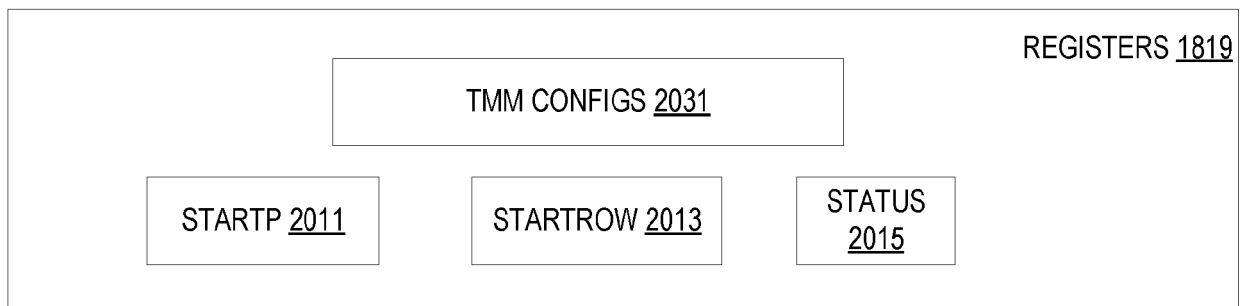 REGISTERS 1819
TMM CONFIGS 2031
STARTP 2011
STARTROW 2013
STATUS
2015